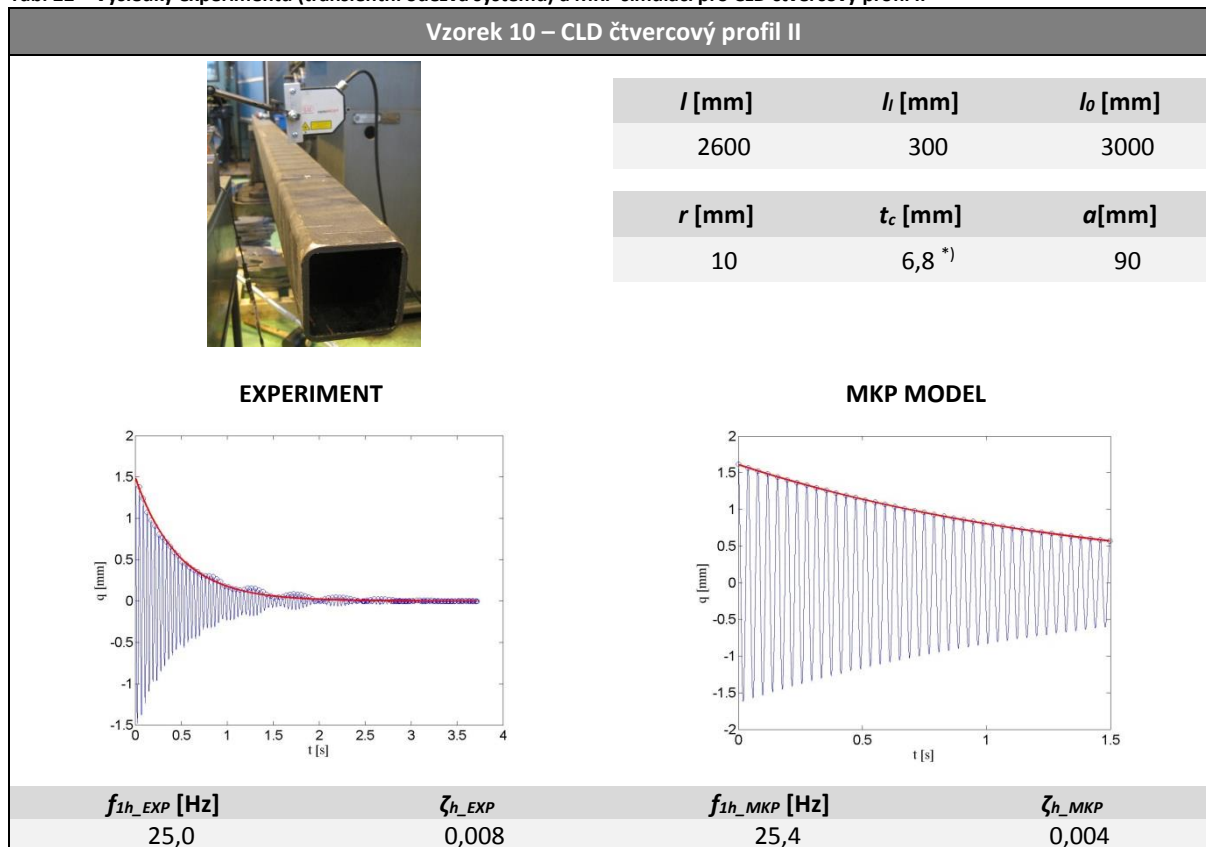 Vzorek 10 – CLD čtvercový profil II
l [mm] l_l [mm] l_0 [mm]
2600 300 3000
r [mm] t_c [mm] a[mm]
10 6,8 *) 90
EXPERIMENT MKP MODEL
2
1.5
1
0.5
0
-0.5
-1
-1.5
q [mm]
0 0.5 1 1.5 2 2.5 3 3.5 4
t [s]
2
1.5
1
0.5
0
-0.5
-1
-1.5
-2
q [mm]
0 0.5 1 1.5
t [s]
f_1h_EXP [Hz] ζ_h_EXP f_1h_MKP [Hz] ζ_h_MKP
25,0 0,008 25,4 0,004